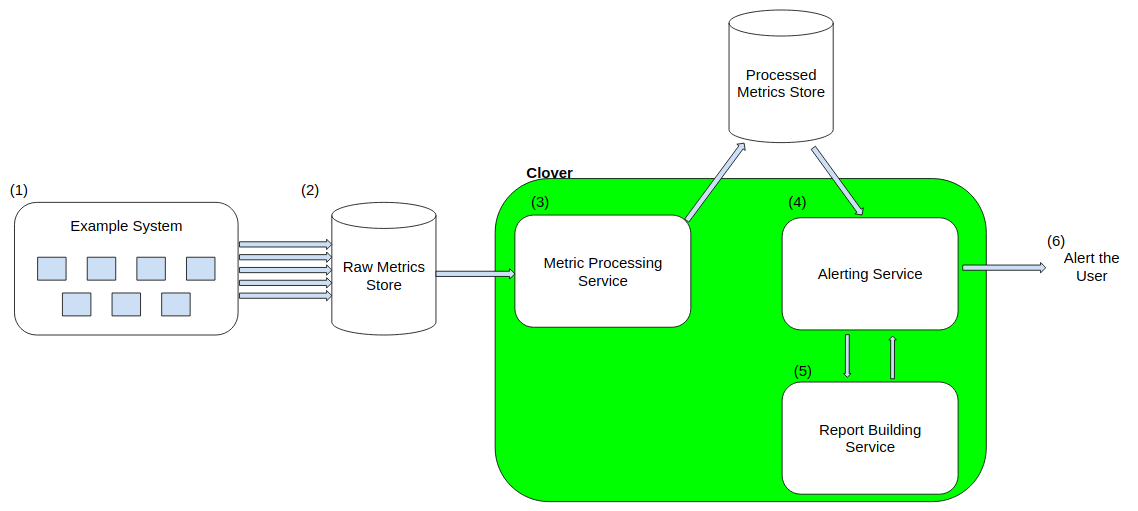 Processed
Metrics Store
Clover
(1)
Example System
(2)
Raw Metrics
Store
(3)
Metric Processing
Service
(4)
Alerting Service
(5)
Report Building
Service
(6)
Alert the
User